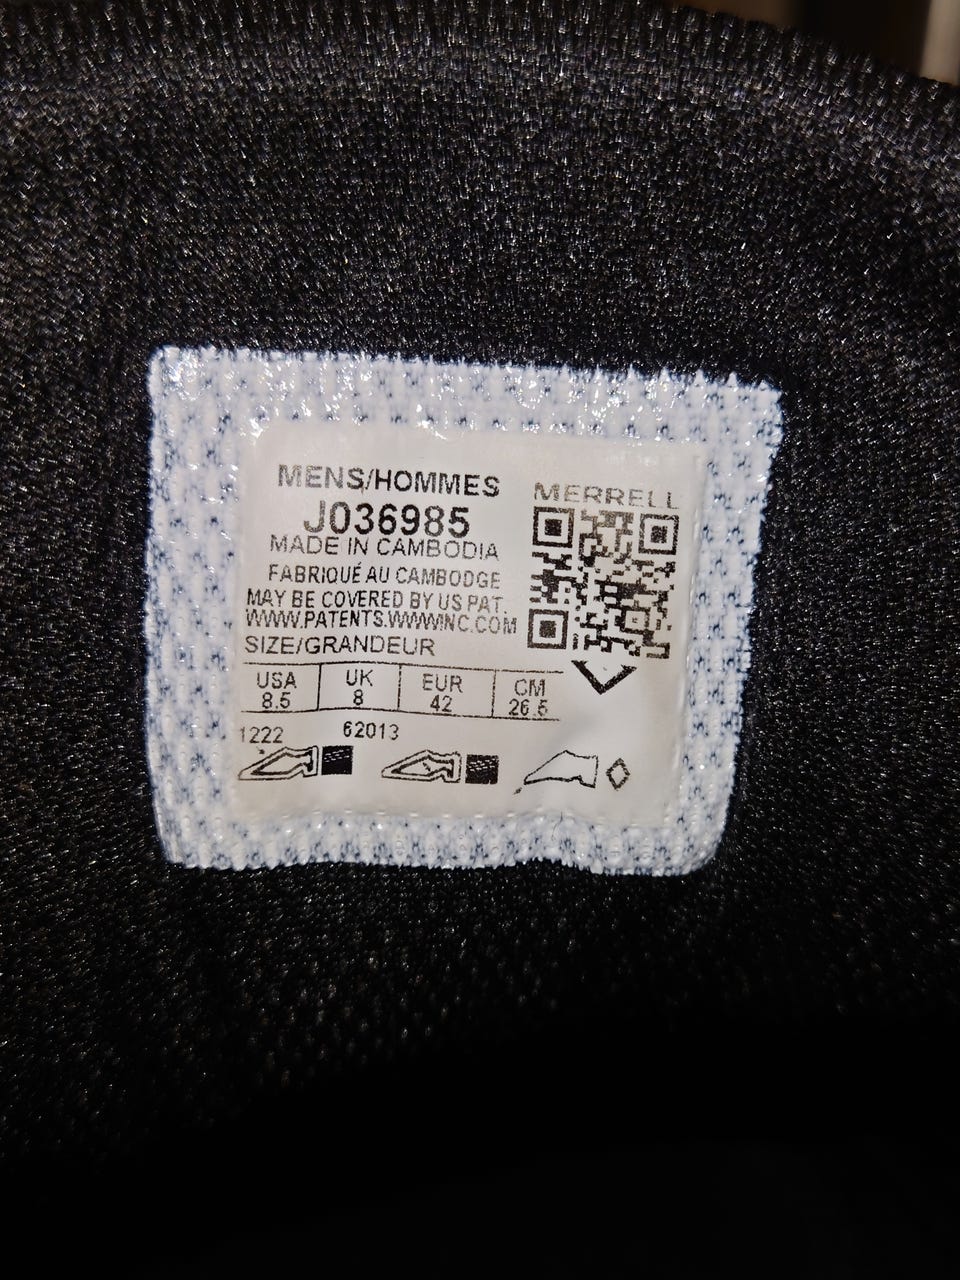 MENS/HOMMES
J036985
MADE IN CAMBODIA
FABRIQUÉ AU CAMBODGE
MAY BE COVERED BY US PAT.
WWW.PATENTS.WWWINC.COM
SIZE/GRANDEUR
USA UK EUR CM
8.5 8 42 26.5
1222 62013
MERRELL